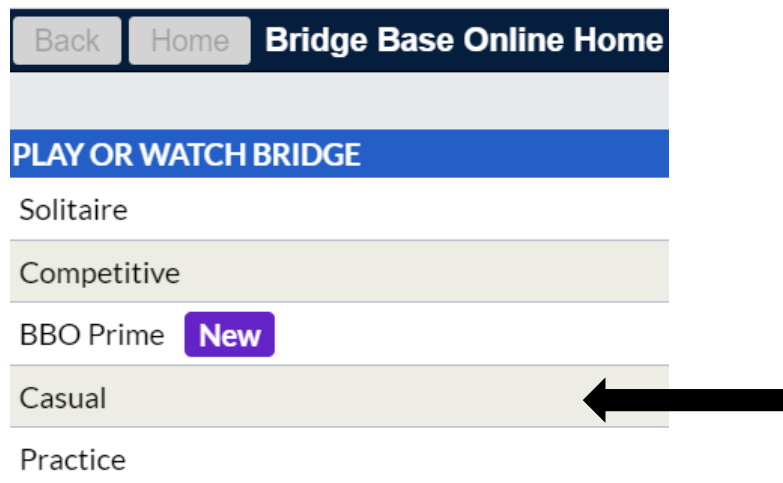 Back Home Bridge Base Online Home
PLAY OR WATCH BRIDGE
Solitaire
Competitive
BBO Prime New
Casual
Practice